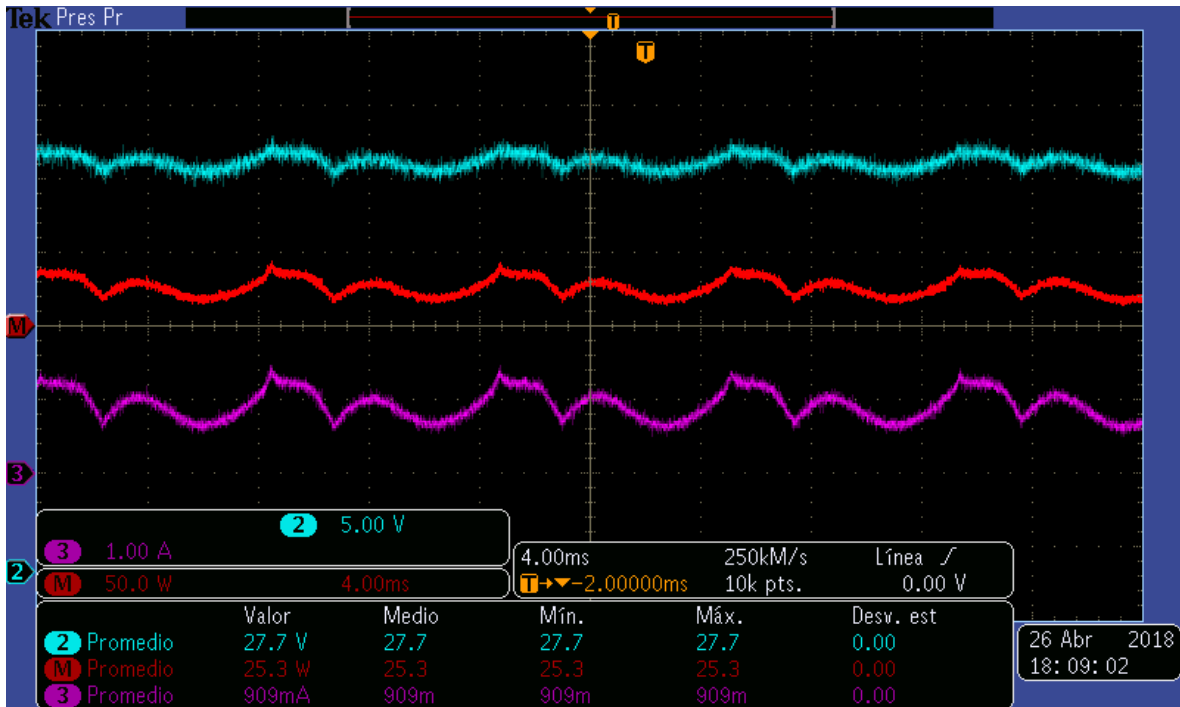 Tek Pres Pr
T
T
M
3
2
2 5.00 V
3 1.00 A
M 50.0 W 4.00ms
4.00ms 250kM/s Línea ∫
T→▼−2.00000ms 10k pts. 0.00 V
Valor Medio Mín. Máx. Desv. est
2 Promedio 27.7 V 27.7 27.7 27.7 0.00
M Promedio 25.3 W 25.3 25.3 25.3 0.00
3 Promedio 909mA 909m 909m 909m 0.00
26 Abr 2018
18:09:02